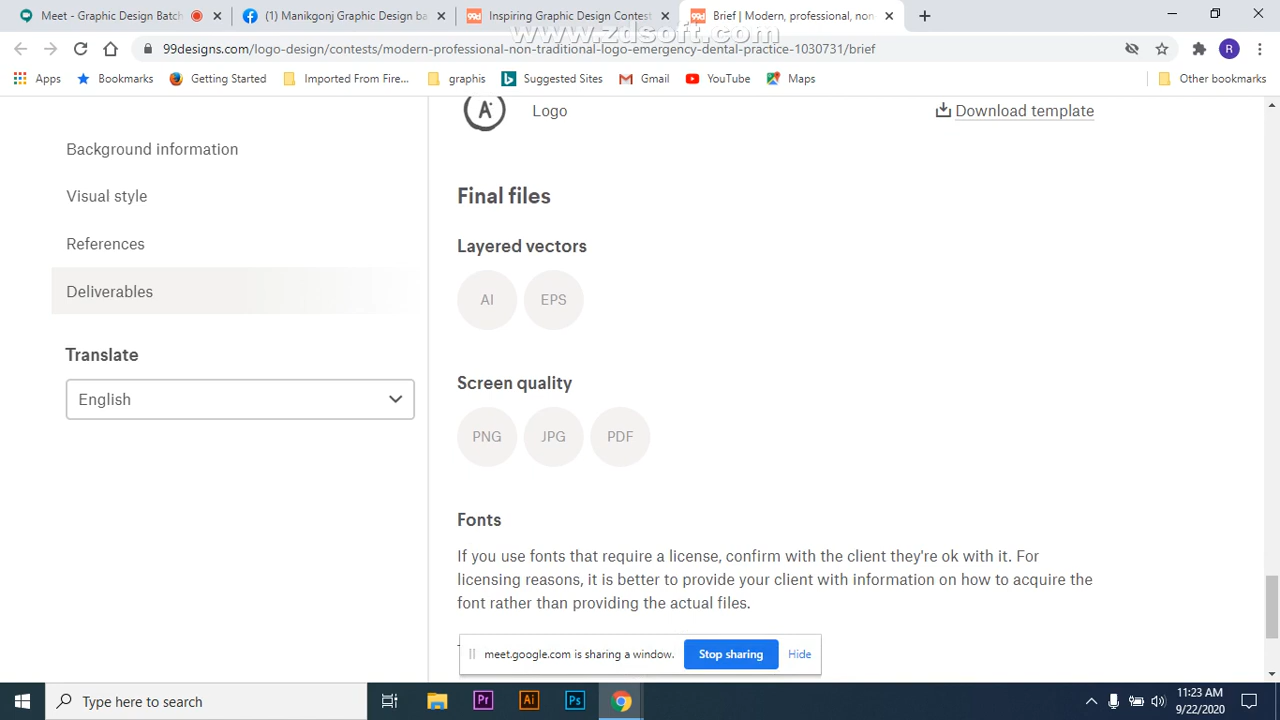 Meet - Graphic Design Batch
(1) Manikgonj Graphic Design b
Inspiring Graphic Design Contest
Brief | Modern, professional, non
www.zdsoft.com
99designs.com/logo-design/contests/modern-professional-non-traditional-logo-emergency-dental-practice-1030731/brief
R
Apps
Bookmarks
Getting Started
Imported From Fire...
graphis
Suggested Sites
Gmail
YouTube
Maps
Other bookmarks
Logo
Download template
Background information
Visual style
References
Deliverables
Translate
English
Final files
Layered vectors
AI EPS
Screen quality
PNG JPG PDF
Fonts
If you use fonts that require a license, confirm with the client they're ok with it. For
licensing reasons, it is better to provide your client with information on how to acquire the
font rather than providing the actual files.
meet.google.com is sharing a window. Stop sharing Hide
Type here to search
Pr Ai Ps
11:23 AM
9/22/2020